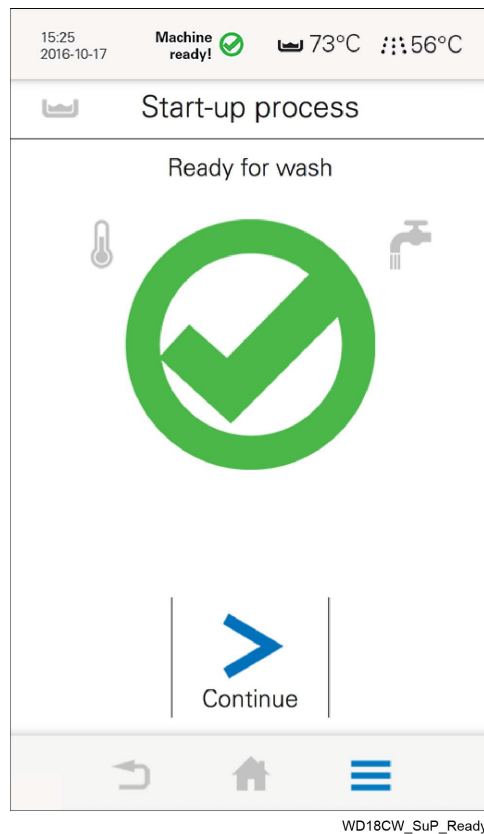 15:25
2016-10-17
Machine
ready!
73°C
56°C
Start-up process
Ready for wash
Continue
WD18CW_SuP_Ready